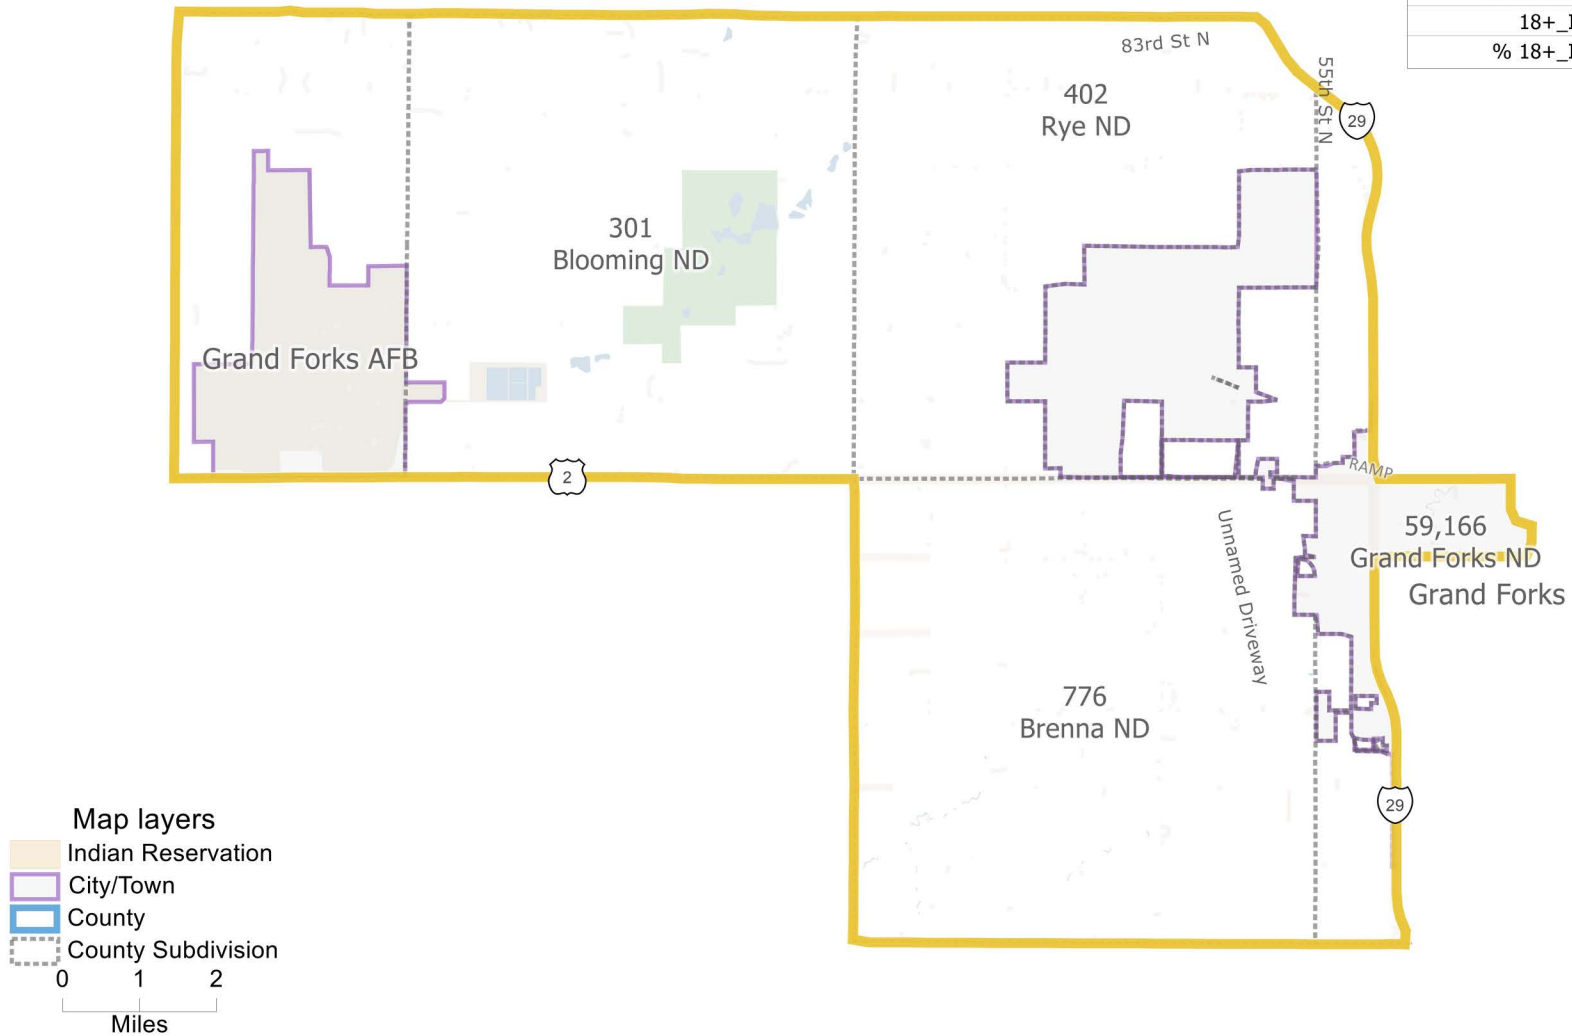 18+_I
% 18+_I
83rd St N
55th St N
402
Rye ND
29
301
Blooming ND
Grand Forks AFB
2
RAMP
59,166
Grand Forks ND
Grand Forks
Unnamed Driveway
776
Brenna ND
29
Map layers
Indian Reservation
City/Town
County
County Subdivision
0 1 2
Miles